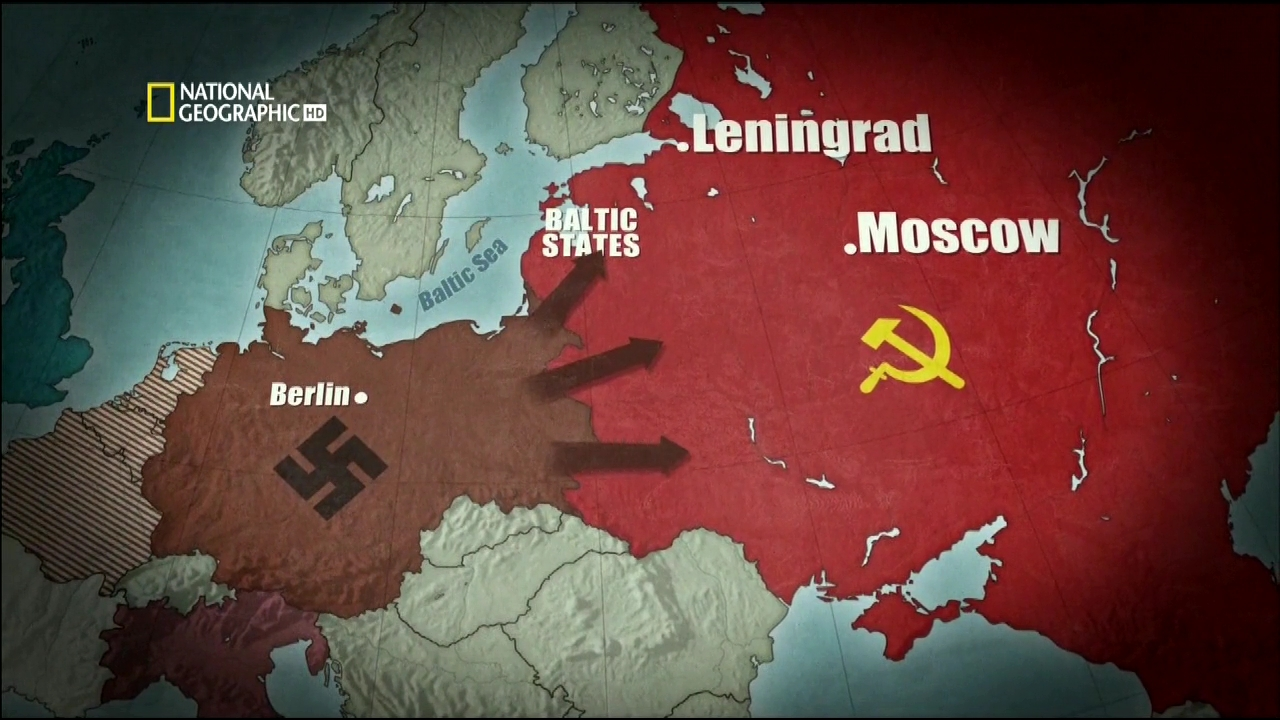 NATIONAL
GEOGRAPHIC HD
.Leningrad
BALTIC
STATES
.Moscow
Baltic Sea
Berlin